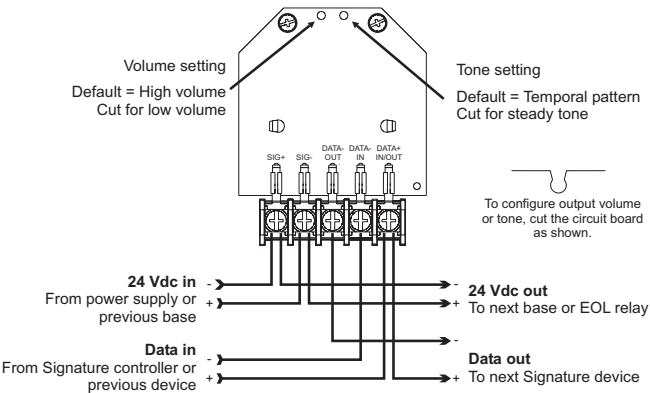 Volume setting
Default = High volume
Cut for low volume
Tone setting
Default = Temporal pattern
Cut for steady tone
SIG+ SIG- DATA- OUT DATA- IN DATA+ IN/OUT
To configure output volume
or tone, cut the circuit board
as shown.
24 Vdc in -
From power supply or +
previous base
- 24 Vdc out
+ To next base or EOL relay
Data in -
From Signature controller or +
previous device
-
Data out
+ To next Signature device